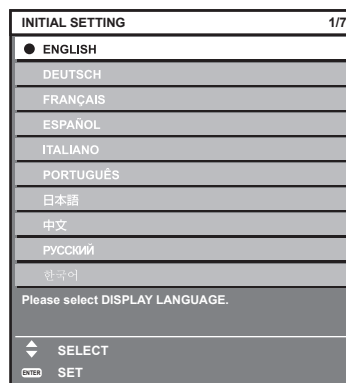 INITIAL SETTING 1/7
ENGLISH
DEUTSCH
FRANÇAIS
ESPAÑOL
ITALIANO
PORTUGUÊS
日本語
中文
РУССКИЙ
한국어
Please select DISPLAY LANGUAGE.
SELECT
ENTER SET